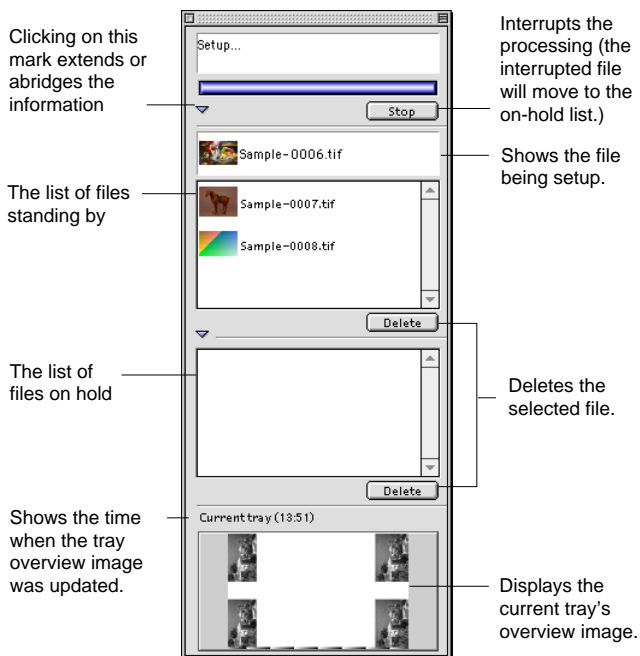 Clicking on this
mark extends or
abridges the
information
Setup...
Stop
Interrupts the
processing (the
interrupted file
will move to the
on-hold list.)
Sample-0006.tif
Shows the file
being setup.
The list of files
standing by
Sample-0007.tif
Sample-0008.tif
Delete
The list of
files on hold
Deletes the
selected file.
Delete
Shows the time
when the tray
overview image
was updated.
Current tray (13:51)
Displays the
current tray's
overview image.